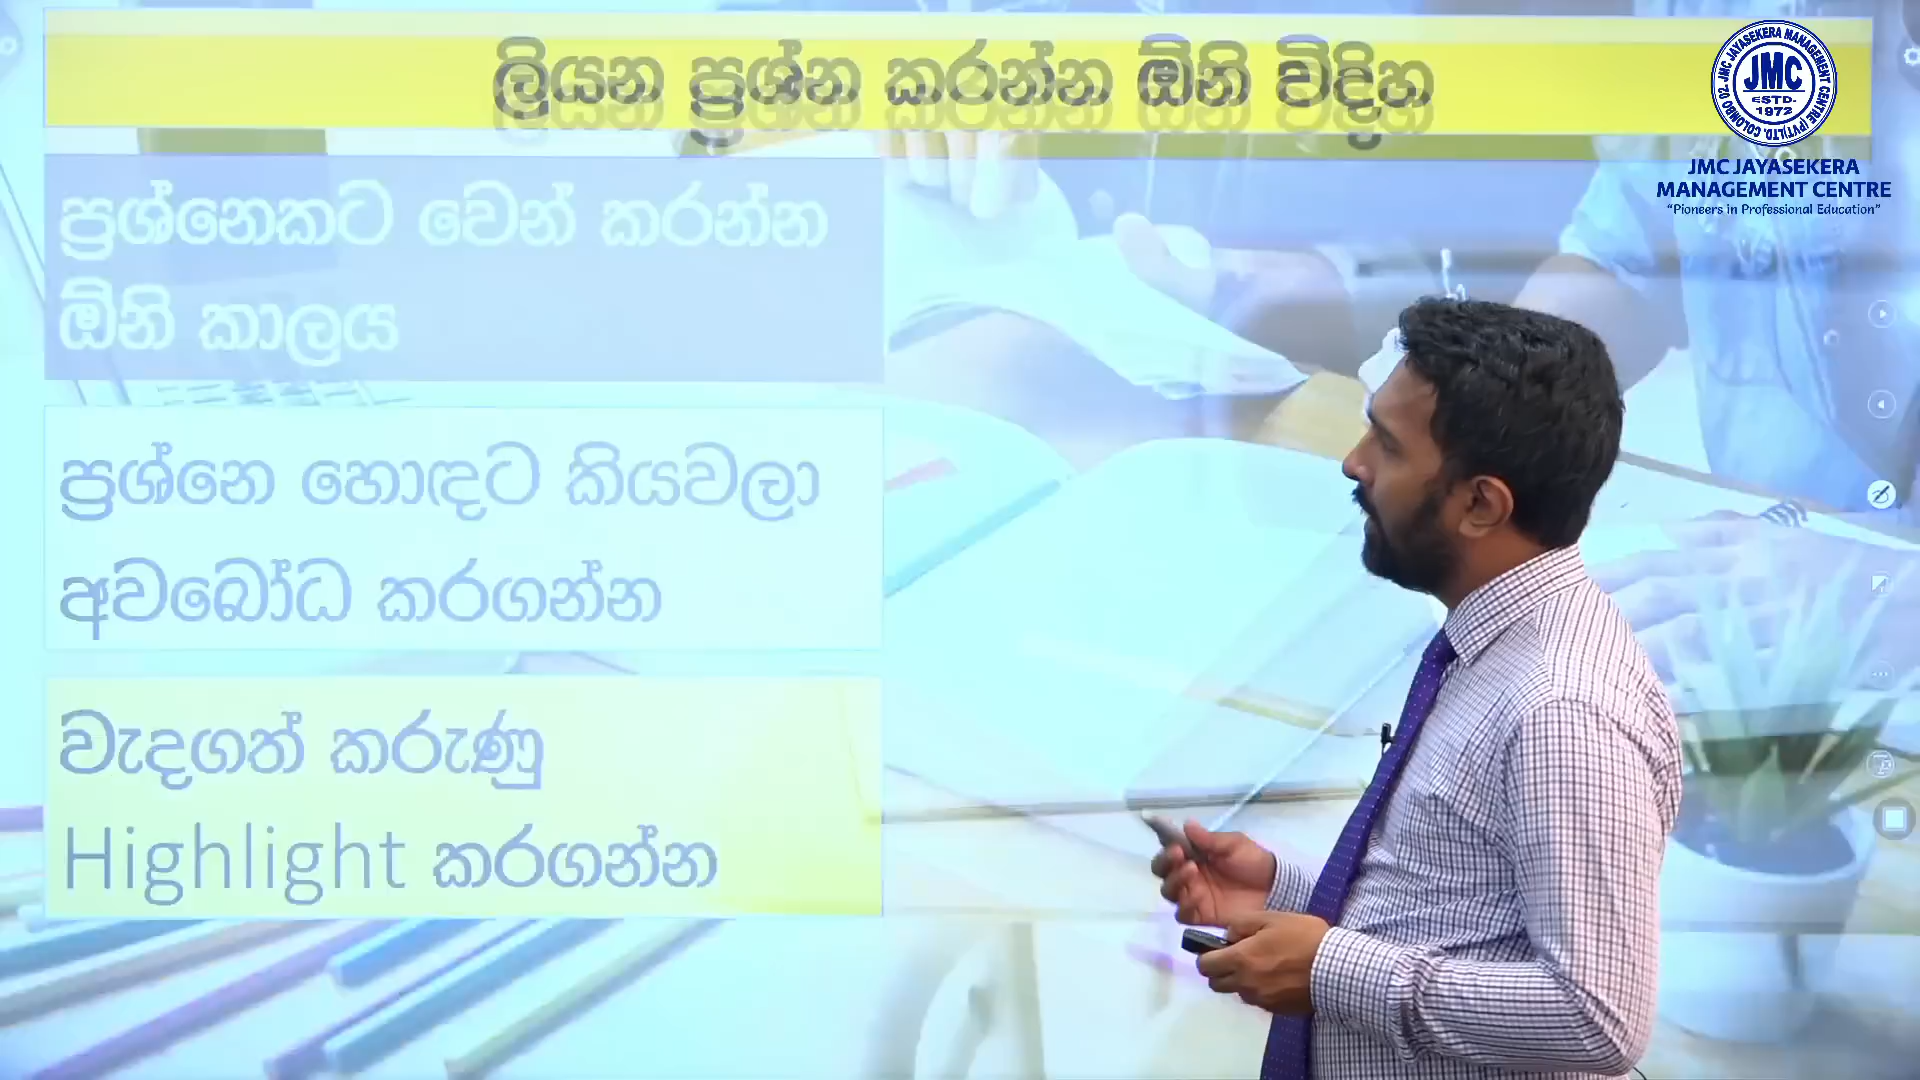 ලියන ප්‍රශ්න කරන්න ඕනි විදිහ
ප්‍රශ්නෙකට වෙන් කරන්න
ඕනි කාලය
ප්‍රශ්නෙ හොඳට කියවලා
අවබෝධ කරගන්න
වැදගත් කරුණු
Highlight කරගන්න
JMC JAYASEKERA MANAGEMENT CENTRE (PVT) LTD. COLOMBO 02.
JMC
ESTD.
1972
JMC JAYASEKERA
MANAGEMENT CENTRE
“Pioneers in Professional Education”